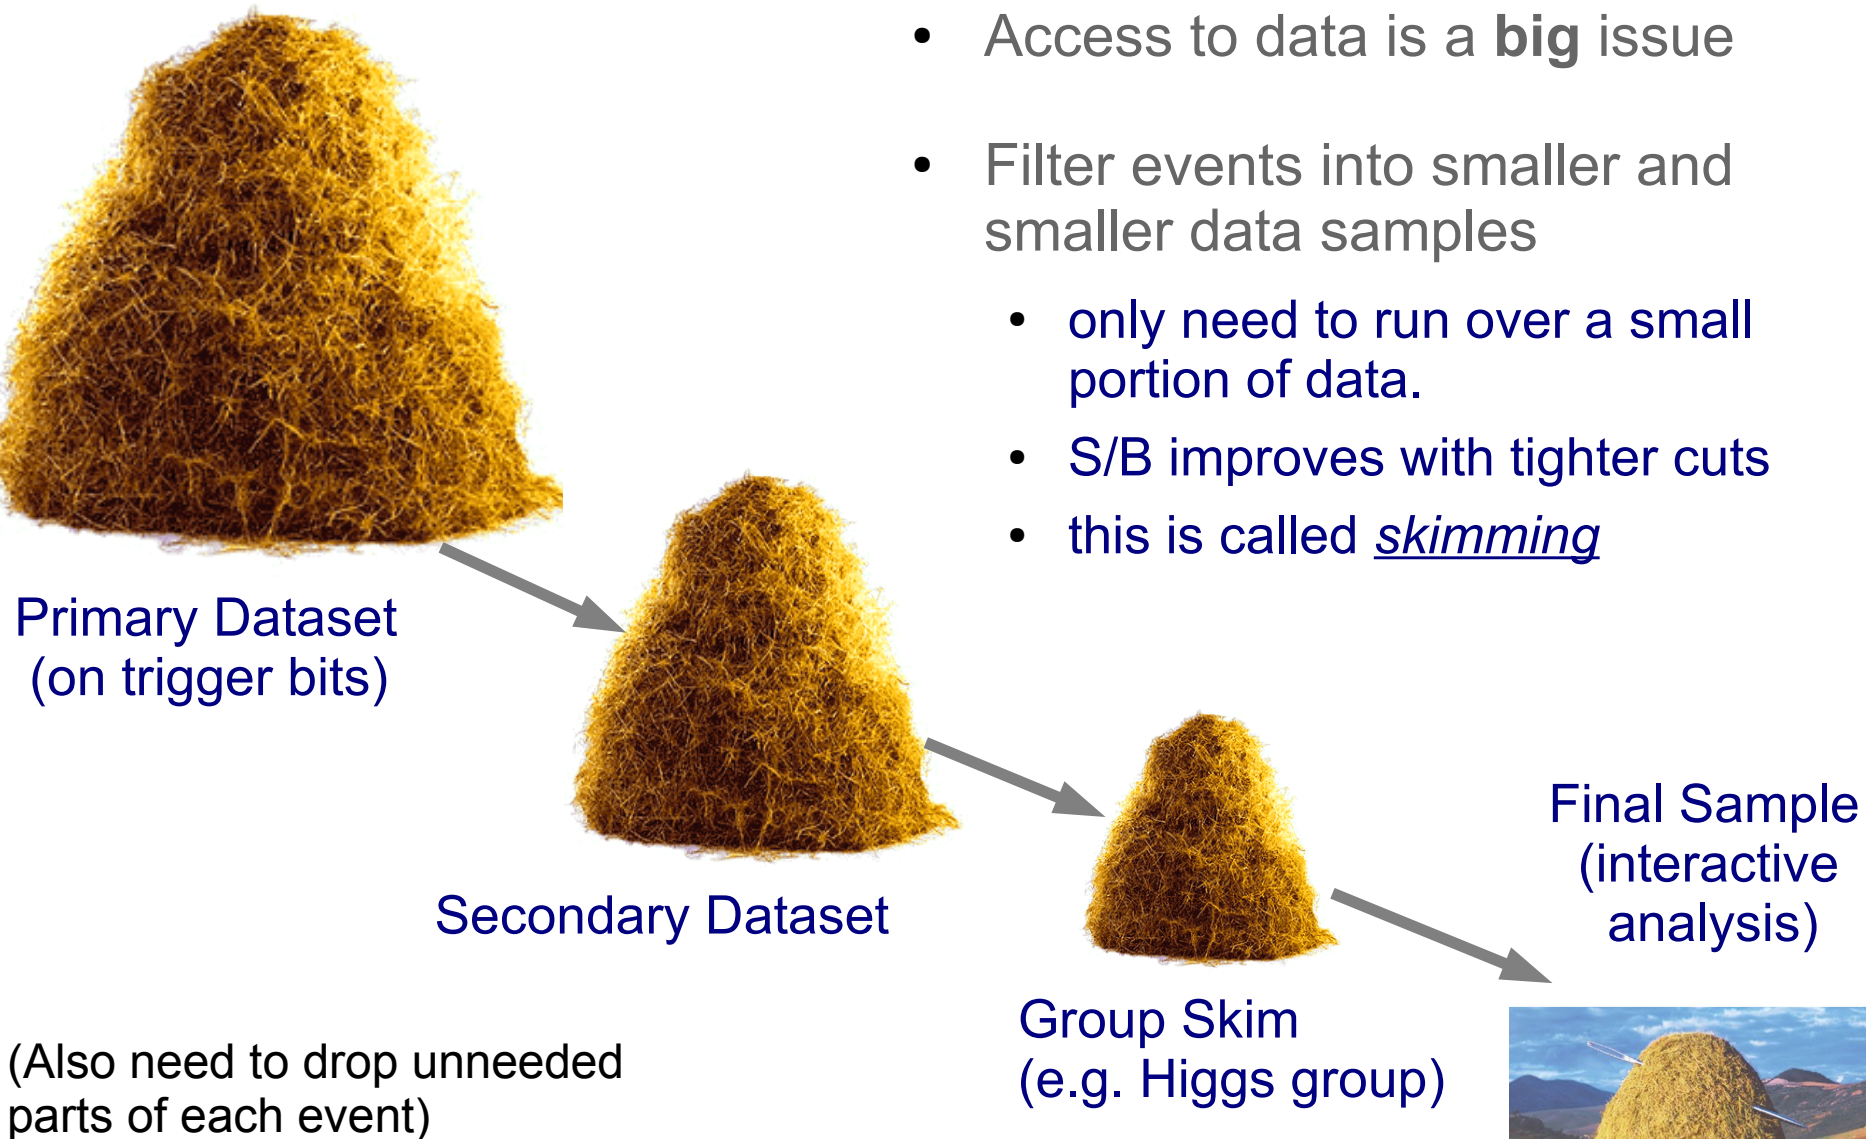 • Access to data is a big issue
• Filter events into smaller and
smaller data samples
• only need to run over a small
portion of data.
• S/B improves with tighter cuts
• this is called skimming
Primary Dataset
(on trigger bits)
Secondary Dataset
Group Skim
(e.g. Higgs group)
Final Sample
(interactive
analysis)
(Also need to drop unneeded
parts of each event)